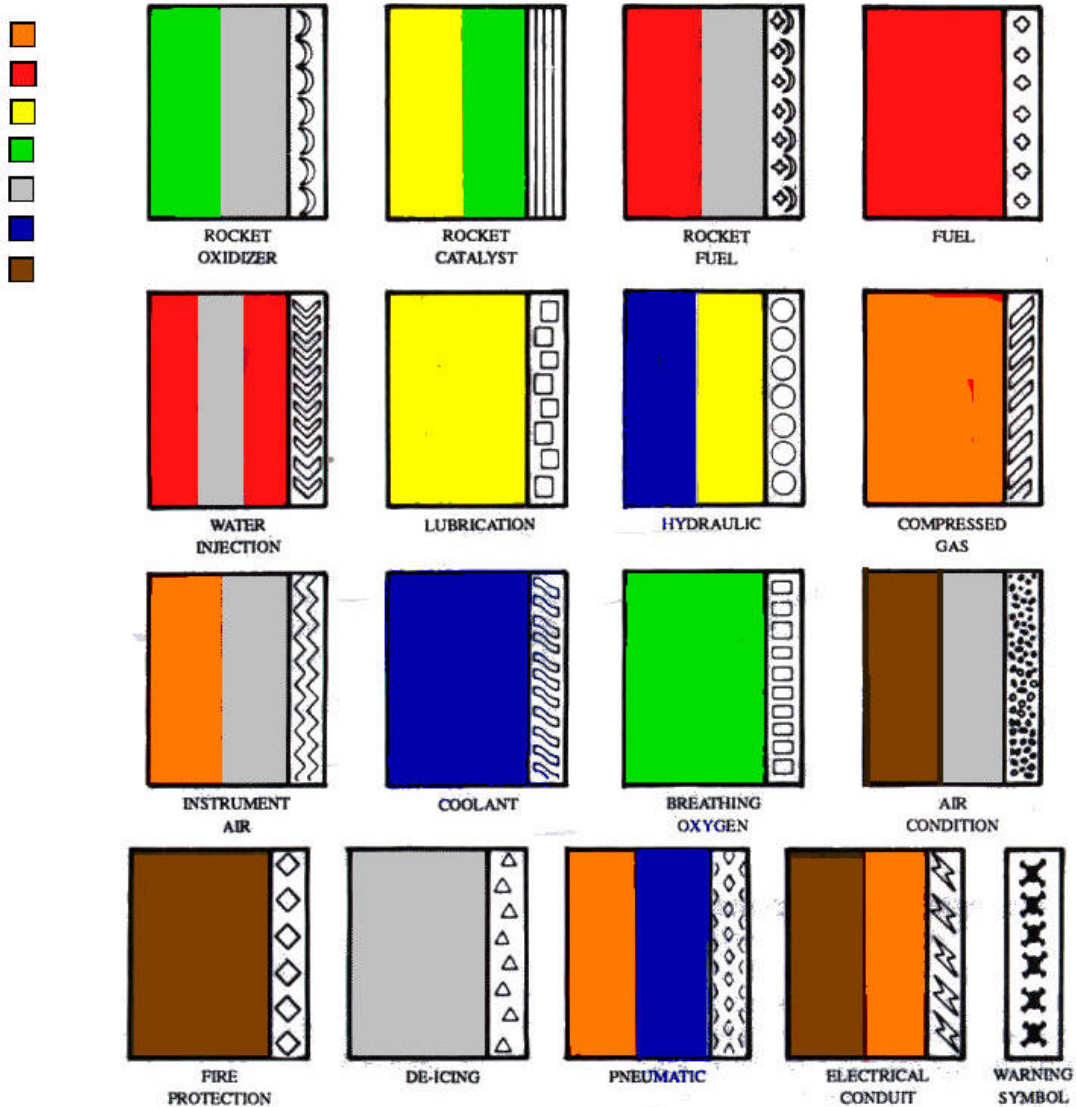 ROCKET
OXIDIZER
ROCKET
CATALYST
ROCKET
FUEL
FUEL
WATER
INJECTION
LUBRICATION
HYDRAULIC
COMPRESSED
GAS
INSTRUMENT
AIR
COOLANT
BREATHING
OXYGEN
AIR
CONDITION
FIRE
PROTECTION
DE-ICING
PNEUMATIC
ELECTRICAL
CONDUIT
WARNING
SYMBOL